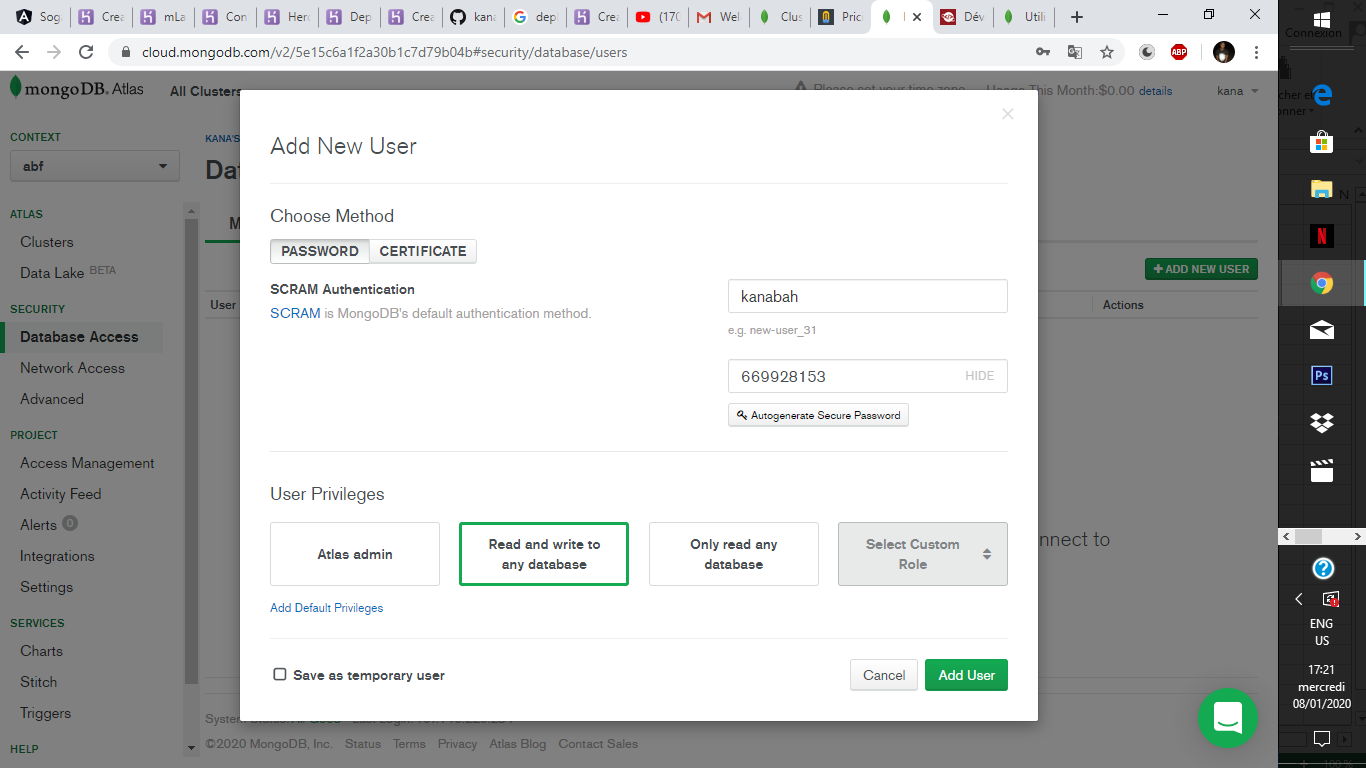 Sog
Crea
mLa
Con
Herc
Dep
Crea
kana
dep
Crea
(170
Wel
Clus
Pric
Dév
Utili
cloud.mongodb.com/v2/5e15c6a1f2a30b1c7d79b04b#security/database/users
ABP
Connexion
mongoDB. Atlas
All Clusters
Please set your time zone
Usage This Month:$0.00 details
kana
CONTEXT
abf
KANA'S
Dat
ATLAS
Clusters
Data Lake BETA
SECURITY
Database Access
Network Access
Advanced
PROJECT
Access Management
Activity Feed
Alerts 0
Integrations
Settings
SERVICES
Charts
Stitch
Triggers
HELP
M
+ ADD NEW USER
User
Actions
nnect to
Add New User
Choose Method
PASSWORD
CERTIFICATE
SCRAM Authentication
SCRAM is MongoDB's default authentication method.
kanabah
e.g. new-user_31
669928153
HIDE
Autogenerate Secure Password
User Privileges
Atlas admin
Read and write to
any database
Only read any
database
Select Custom
Role
Add Default Privileges
Save as temporary user
Cancel
Add User
©2020 MongoDB, Inc. Status Terms Privacy Atlas Blog Contact Sales
cher et
onner
N
Ps
ENG
US
17:21
mercredi
08/01/2020
100 %